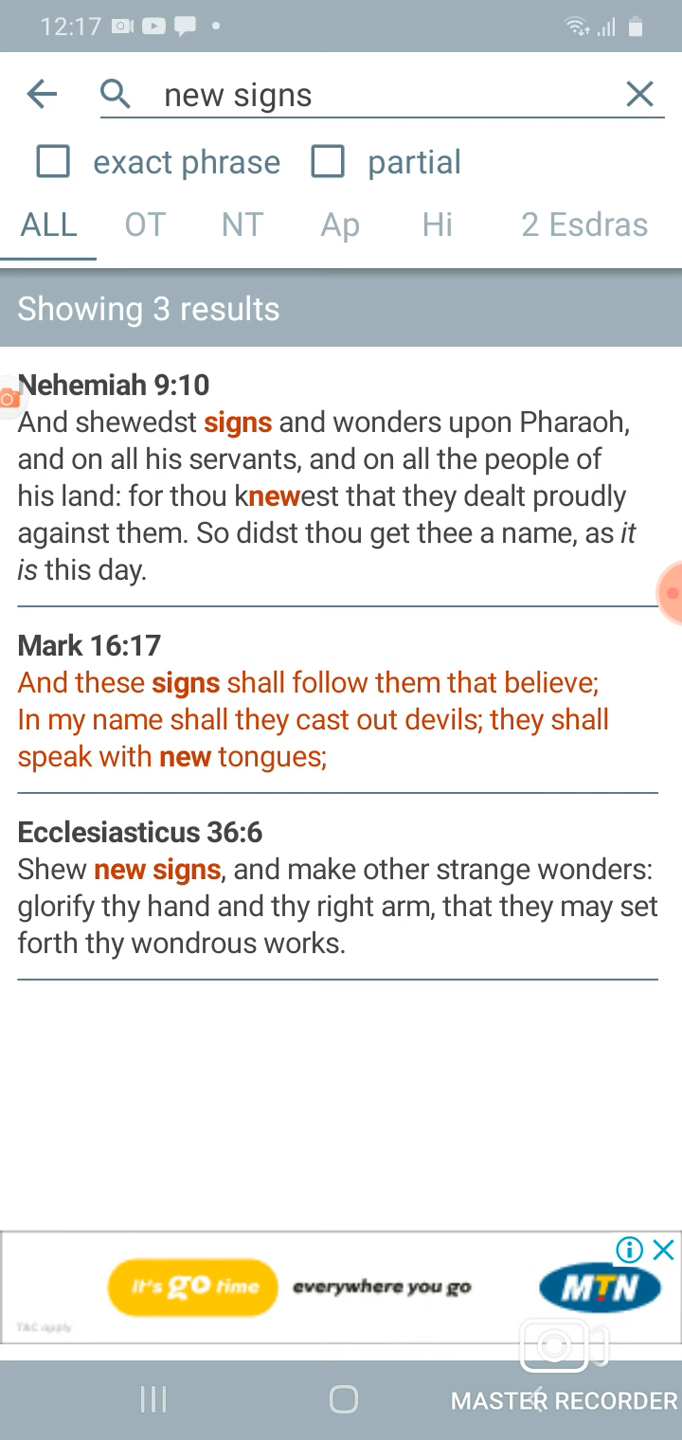 12:17
new signs
exact phrase partial
ALL OT NT Ap Hi 2 Esdras
Showing 3 results
Nehemiah 9:10
And shewedst signs and wonders upon Pharaoh,
and on all his servants, and on all the people of
his land: for thou knewest that they dealt proudly
against them. So didst thou get thee a name, as it
is this day.
Mark 16:17
And these signs shall follow them that believe;
In my name shall they cast out devils; they shall
speak with new tongues;
Ecclesiasticus 36:6
Shew new signs, and make other strange wonders:
glorify thy hand and thy right arm, that they may set
forth thy wondrous works.
It's go time everywhere you go MTN
T&C apply
MASTER RECORDER